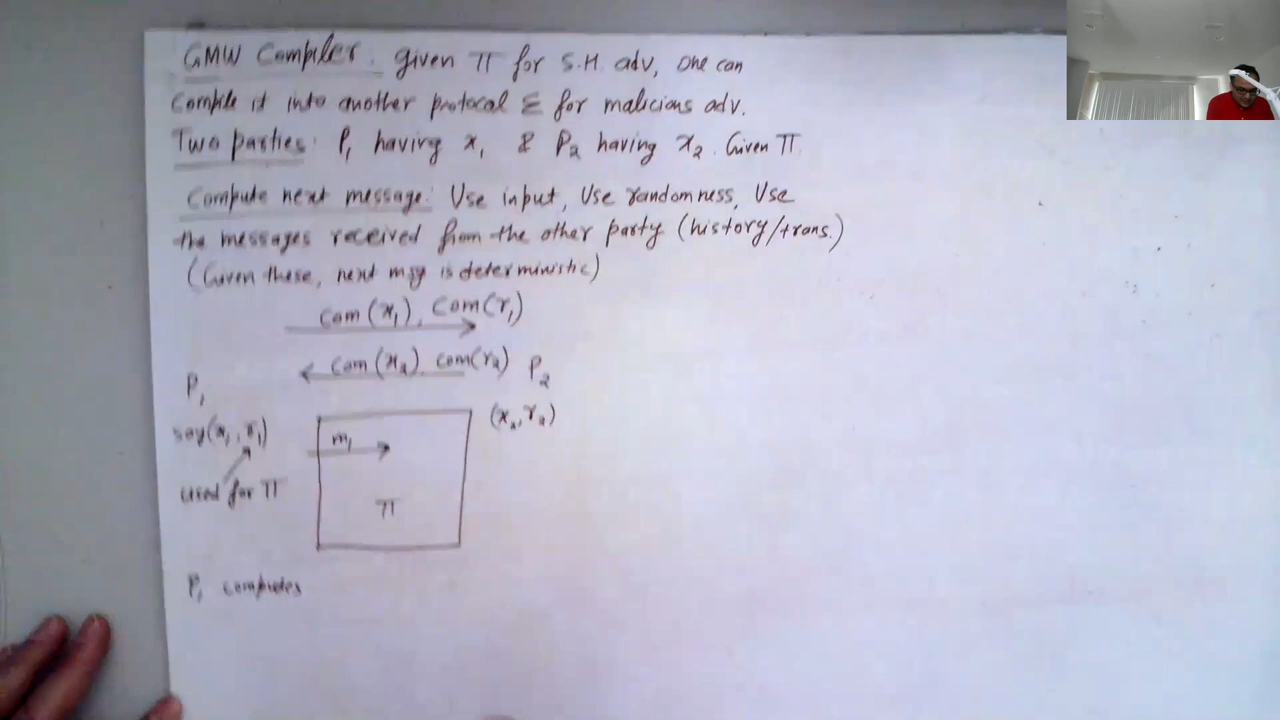 GMW Compiler: given π for S.H. adv, one can
compile it into another protocol Σ for malicious adv.
Two parties: P₁ having x₁ & P₂ having x₂. Given π
Compute next message: Use input, Use randomness, Use
the messages received from the other party (history/trans.)
(Given these, next msg is deterministic)
com(x₁), com(r₁)
com(x₂), com(r₂) P₂
P₁
(x₂, r₂)
say(x₁, r₁)
m₁
used for π
π
P₁ computes